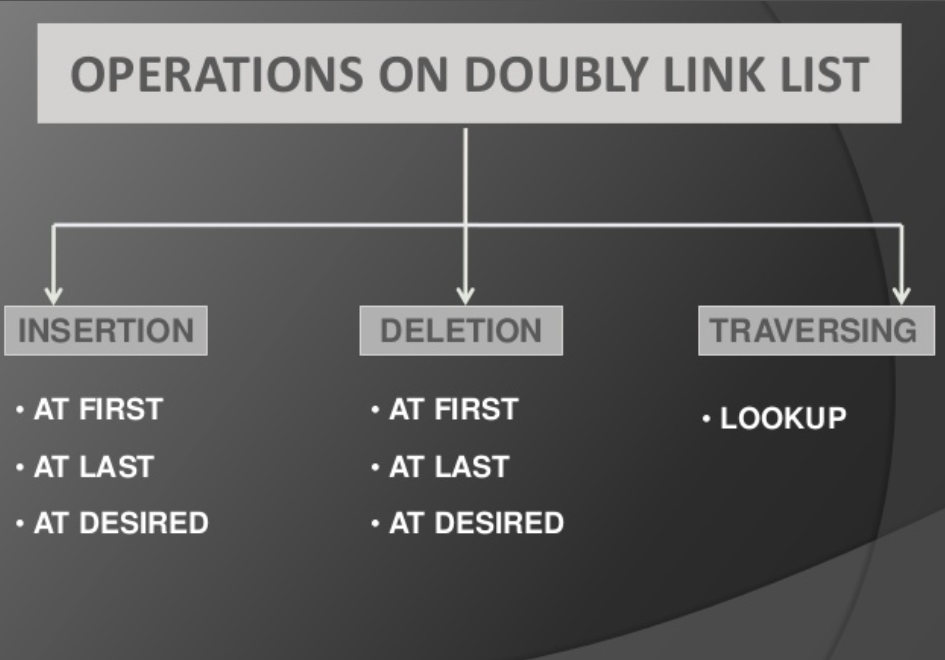 OPERATIONS ON DOUBLY LINK LIST
INSERTION
• AT FIRST
• AT LAST
• AT DESIRED
DELETION
• AT FIRST
• AT LAST
• AT DESIRED
TRAVERSING
• LOOKUP